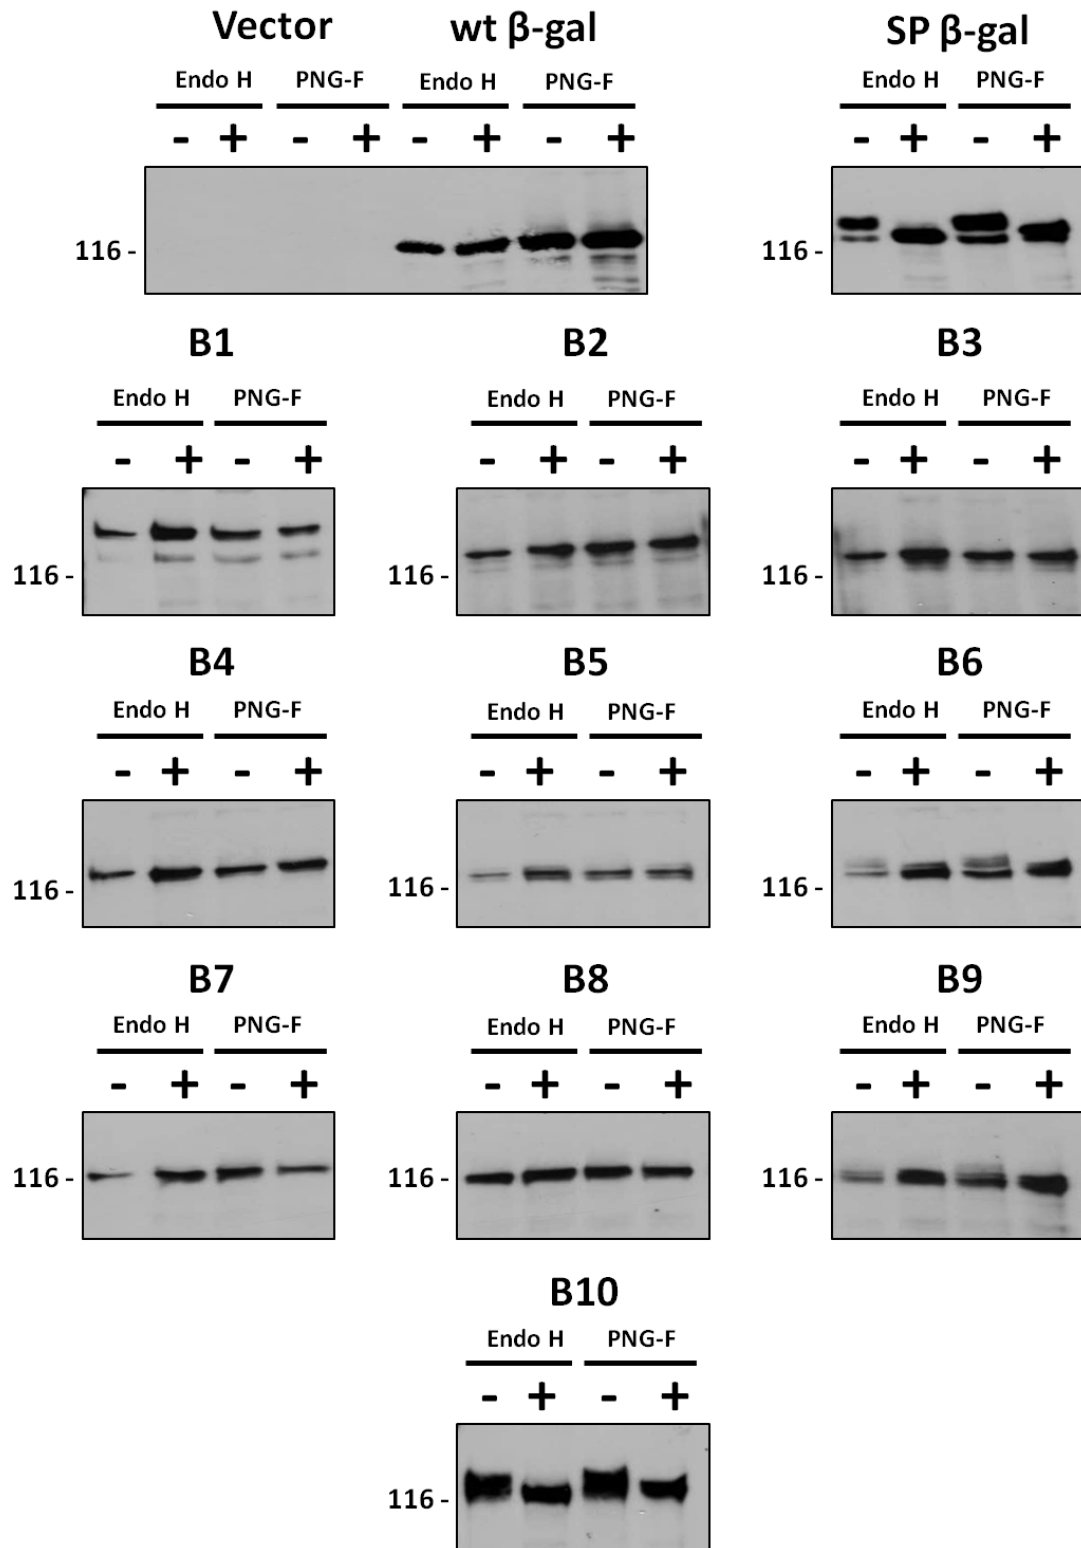 Vector wt β-gal SP β-gal
Endo H PNG-F Endo H PNG-F Endo H PNG-F
- + - + - + - + - + - +
116 - 116 -
B1 B2 B3
Endo H PNG-F Endo H PNG-F Endo H PNG-F
- + - + - + - + - + - +
116 - 116 - 116 -
B4 B5 B6
Endo H PNG-F Endo H PNG-F Endo H PNG-F
- + - + - + - + - + - +
116 - 116 - 116 -
B7 B8 B9
Endo H PNG-F Endo H PNG-F Endo H PNG-F
- + - + - + - + - + - +
116 - 116 - 116 -
B10
Endo H PNG-F
- + - +
116 -